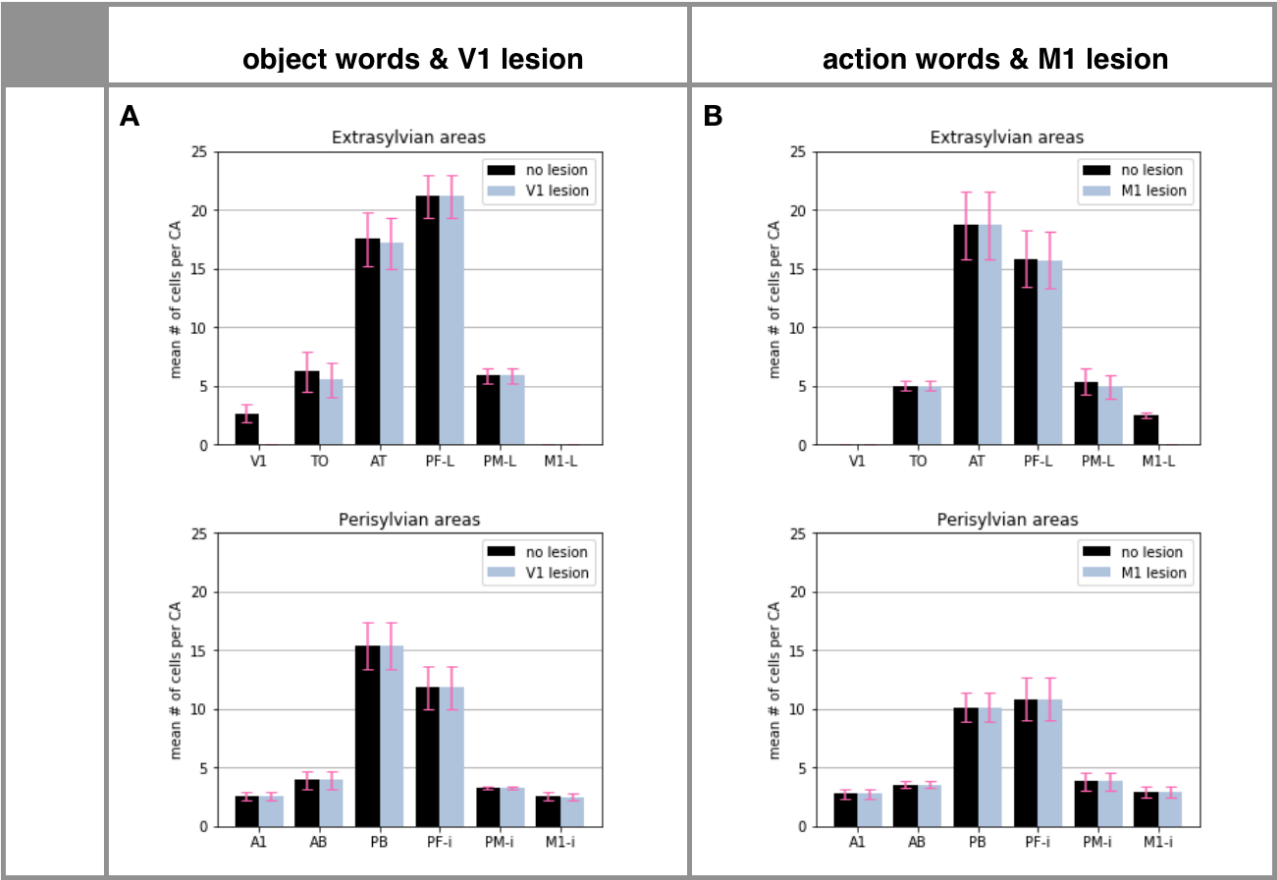 object words & V1 lesion
action words & M1 lesion
A
Extrasylvian areas
mean # of cells per CA
25
20
15
10
5
0
no lesion
V1 lesion
V1 TO AT PF-L PM-L M1-L
Perisylvian areas
mean # of cells per CA
25
20
15
10
5
0
no lesion
V1 lesion
A1 AB PB PF-i PM-i M1-i
B
Extrasylvian areas
mean # of cells per CA
25
20
15
10
5
0
no lesion
M1 lesion
V1 TO AT PF-L PM-L M1-L
Perisylvian areas
mean # of cells per CA
25
20
15
10
5
0
no lesion
M1 lesion
A1 AB PB PF-i PM-i M1-i